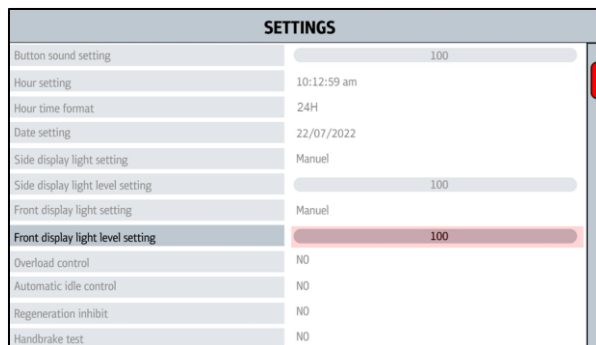 SETTINGS
Button sound setting 100
Hour setting 10:12:59 am
Hour time format 24H
Date setting 22/07/2022
Side display light setting Manuel
Side display light level setting 100
Front display light setting Manuel
Front display light level setting 100
Overload control NO
Automatic idle control NO
Regeneration inhibit NO
Handbrake test NO